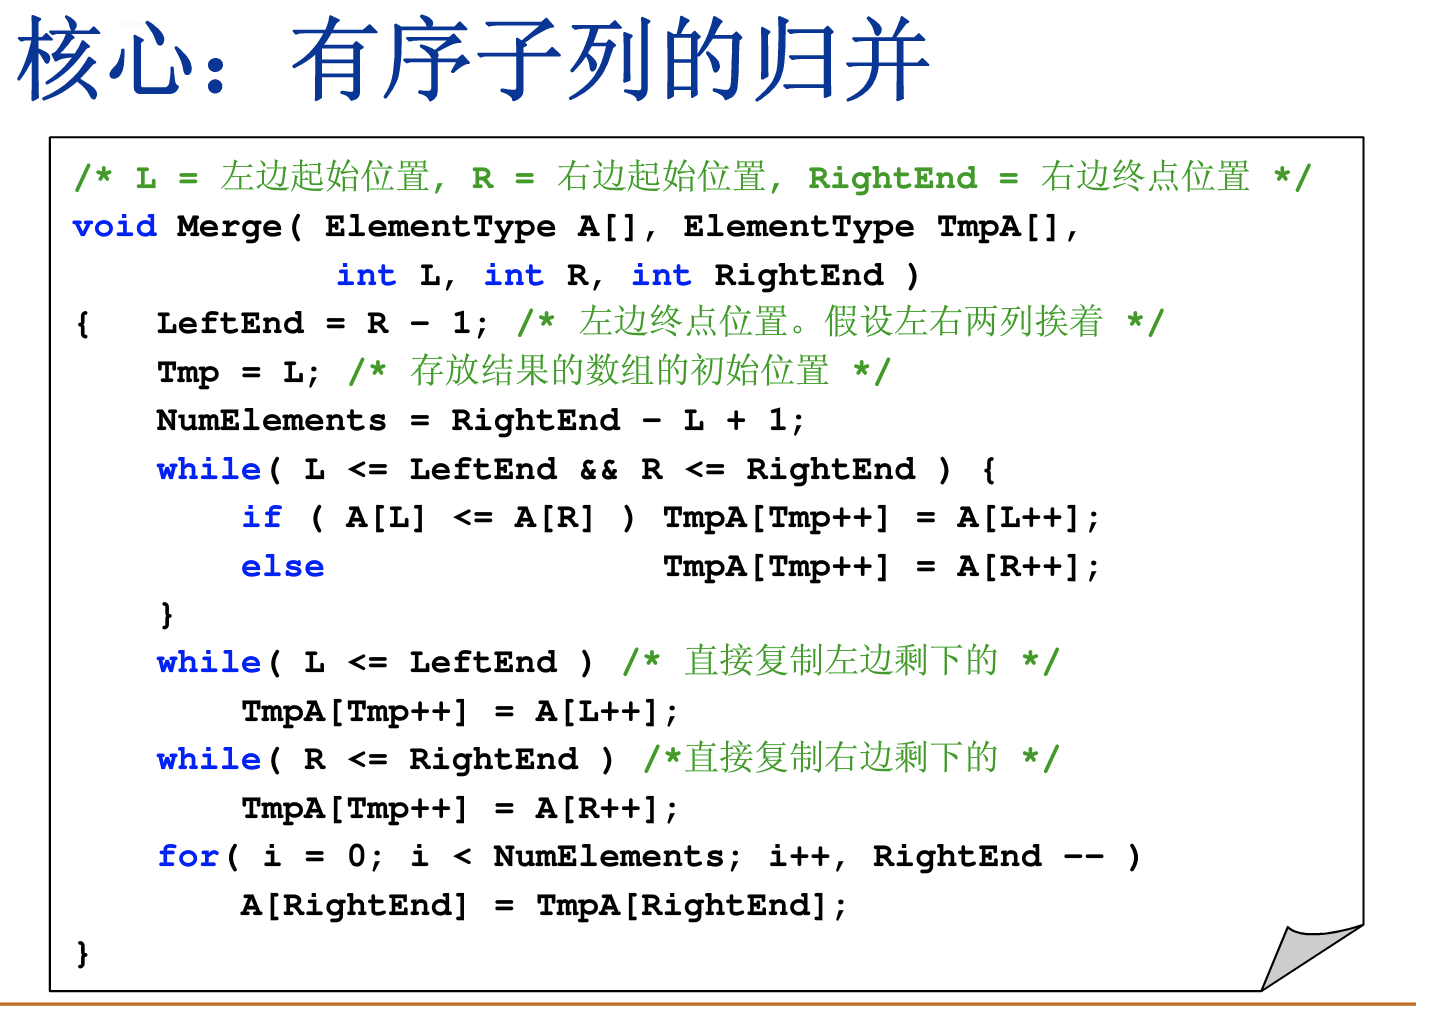 核心：有序子列的归并
/* L = 左边起始位置, R = 右边起始位置, RightEnd = 右边终点位置 */
void Merge( ElementType A[], ElementType TmpA[],
int L, int R, int RightEnd )
{ LeftEnd = R – 1; /* 左边终点位置。假设左右两列挨着 */
Tmp = L; /* 存放结果的数组的初始位置 */
NumElements = RightEnd – L + 1;
while( L <= LeftEnd && R <= RightEnd ) {
if ( A[L] <= A[R] ) TmpA[Tmp++] = A[L++];
else TmpA[Tmp++] = A[R++];
}
while( L <= LeftEnd ) /* 直接复制左边剩下的 */
TmpA[Tmp++] = A[L++];
while( R <= RightEnd ) /*直接复制右边剩下的 */
TmpA[Tmp++] = A[R++];
for( i = 0; i < NumElements; i++, RightEnd –– )
A[RightEnd] = TmpA[RightEnd];
}